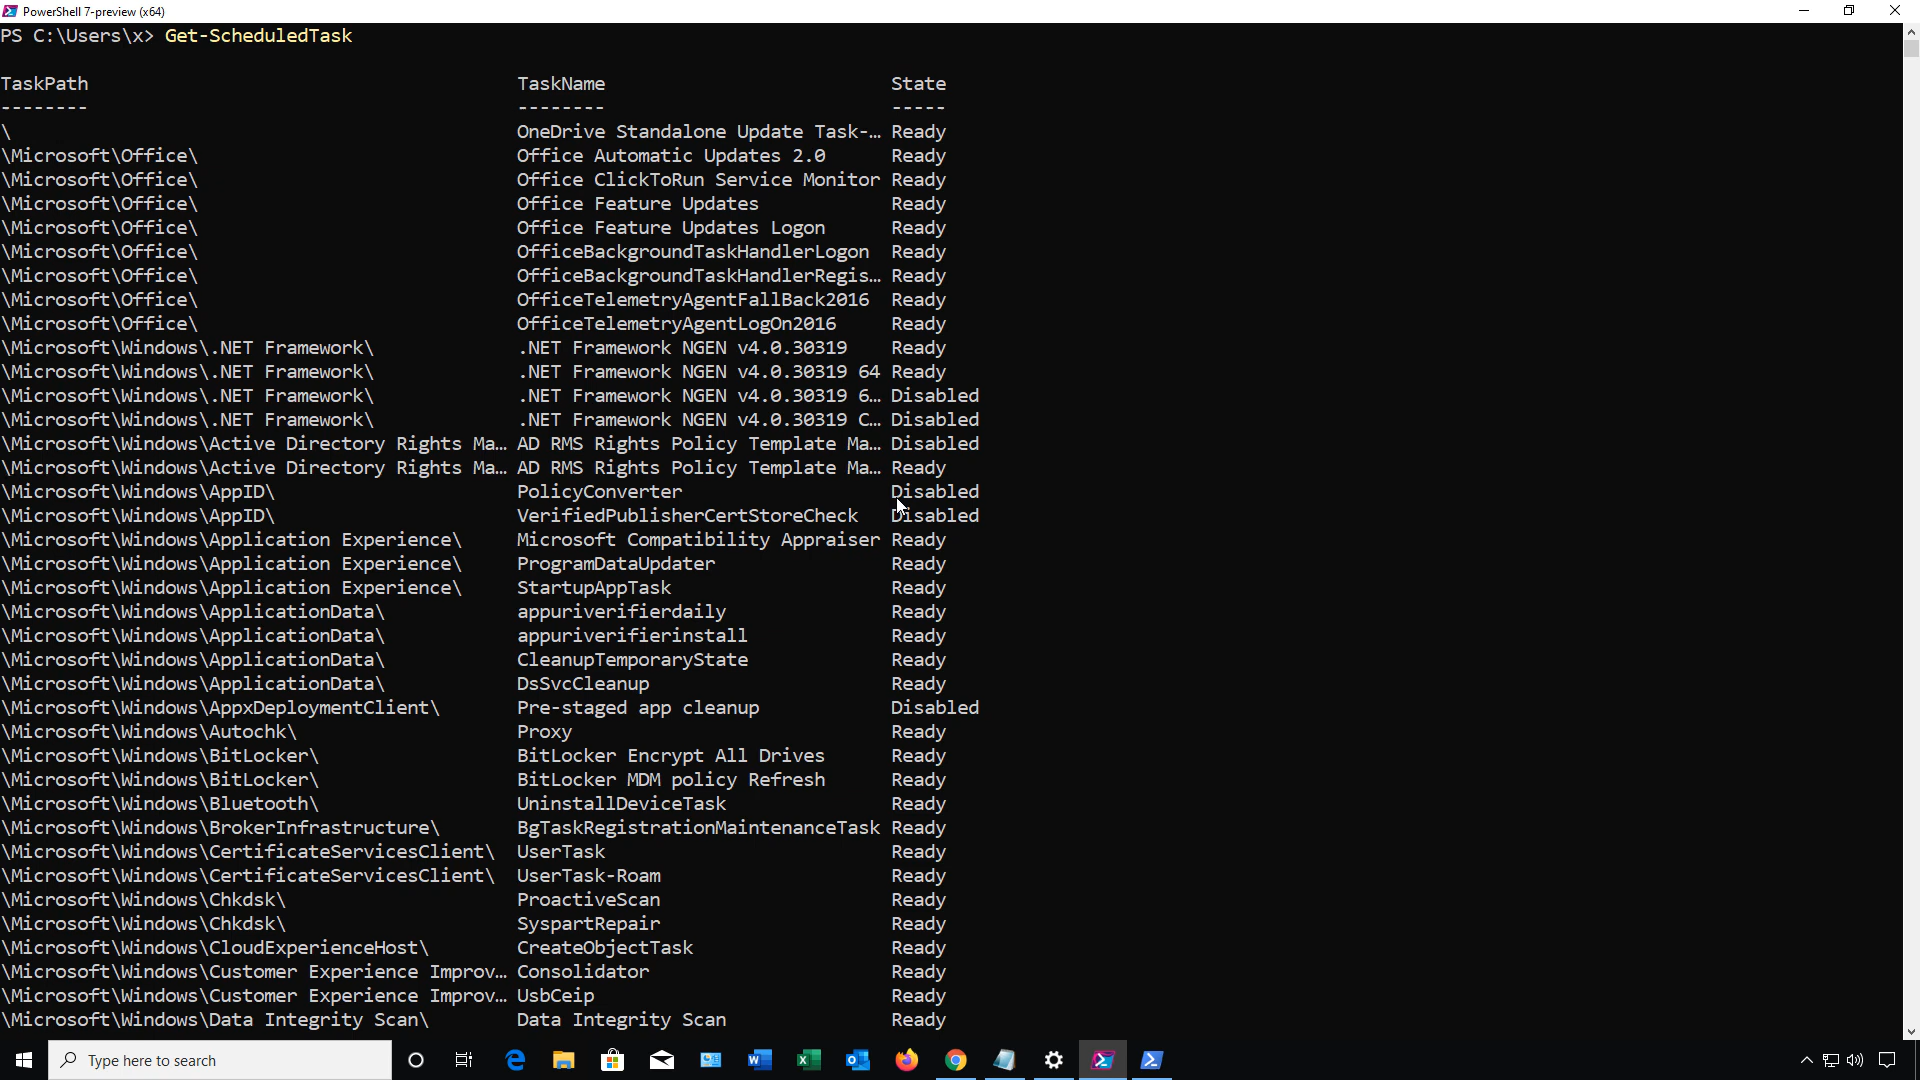 PowerShell 7-preview (x64)
PS C:\Users\x> Get-ScheduledTask
TaskPath TaskName State
-------- -------- -----
\ OneDrive Standalone Update Task-… Ready
\Microsoft\Office\ Office Automatic Updates 2.0 Ready
\Microsoft\Office\ Office ClickToRun Service Monitor Ready
\Microsoft\Office\ Office Feature Updates Ready
\Microsoft\Office\ Office Feature Updates Logon Ready
\Microsoft\Office\ OfficeBackgroundTaskHandlerLogon Ready
\Microsoft\Office\ OfficeBackgroundTaskHandlerRegis… Ready
\Microsoft\Office\ OfficeTelemetryAgentFallBack2016 Ready
\Microsoft\Office\ OfficeTelemetryAgentLogOn2016 Ready
\Microsoft\Windows\.NET Framework\ .NET Framework NGEN v4.0.30319 Ready
\Microsoft\Windows\.NET Framework\ .NET Framework NGEN v4.0.30319 64 Ready
\Microsoft\Windows\.NET Framework\ .NET Framework NGEN v4.0.30319 6… Disabled
\Microsoft\Windows\.NET Framework\ .NET Framework NGEN v4.0.30319 C… Disabled
\Microsoft\Windows\Active Directory Rights Ma… AD RMS Rights Policy Template Ma… Disabled
\Microsoft\Windows\Active Directory Rights Ma… AD RMS Rights Policy Template Ma… Ready
\Microsoft\Windows\AppID\ PolicyConverter Disabled
\Microsoft\Windows\AppID\ VerifiedPublisherCertStoreCheck Disabled
\Microsoft\Windows\Application Experience\ Microsoft Compatibility Appraiser Ready
\Microsoft\Windows\Application Experience\ ProgramDataUpdater Ready
\Microsoft\Windows\Application Experience\ StartupAppTask Ready
\Microsoft\Windows\ApplicationData\ appuriverifierdaily Ready
\Microsoft\Windows\ApplicationData\ appuriverifierinstall Ready
\Microsoft\Windows\ApplicationData\ CleanupTemporaryState Ready
\Microsoft\Windows\ApplicationData\ DsSvcCleanup Ready
\Microsoft\Windows\AppxDeploymentClient\ Pre-staged app cleanup Disabled
\Microsoft\Windows\Autochk\ Proxy Ready
\Microsoft\Windows\BitLocker\ BitLocker Encrypt All Drives Ready
\Microsoft\Windows\BitLocker\ BitLocker MDM policy Refresh Ready
\Microsoft\Windows\Bluetooth\ UninstallDeviceTask Ready
\Microsoft\Windows\BrokerInfrastructure\ BgTaskRegistrationMaintenanceTask Ready
\Microsoft\Windows\CertificateServicesClient\ UserTask Ready
\Microsoft\Windows\CertificateServicesClient\ UserTask-Roam Ready
\Microsoft\Windows\Chkdsk\ ProactiveScan Ready
\Microsoft\Windows\Chkdsk\ SyspartRepair Ready
\Microsoft\Windows\CloudExperienceHost\ CreateObjectTask Ready
\Microsoft\Windows\Customer Experience Improv… Consolidator Ready
\Microsoft\Windows\Customer Experience Improv… UsbCeip Ready
\Microsoft\Windows\Data Integrity Scan\ Data Integrity Scan Ready
Type here to search